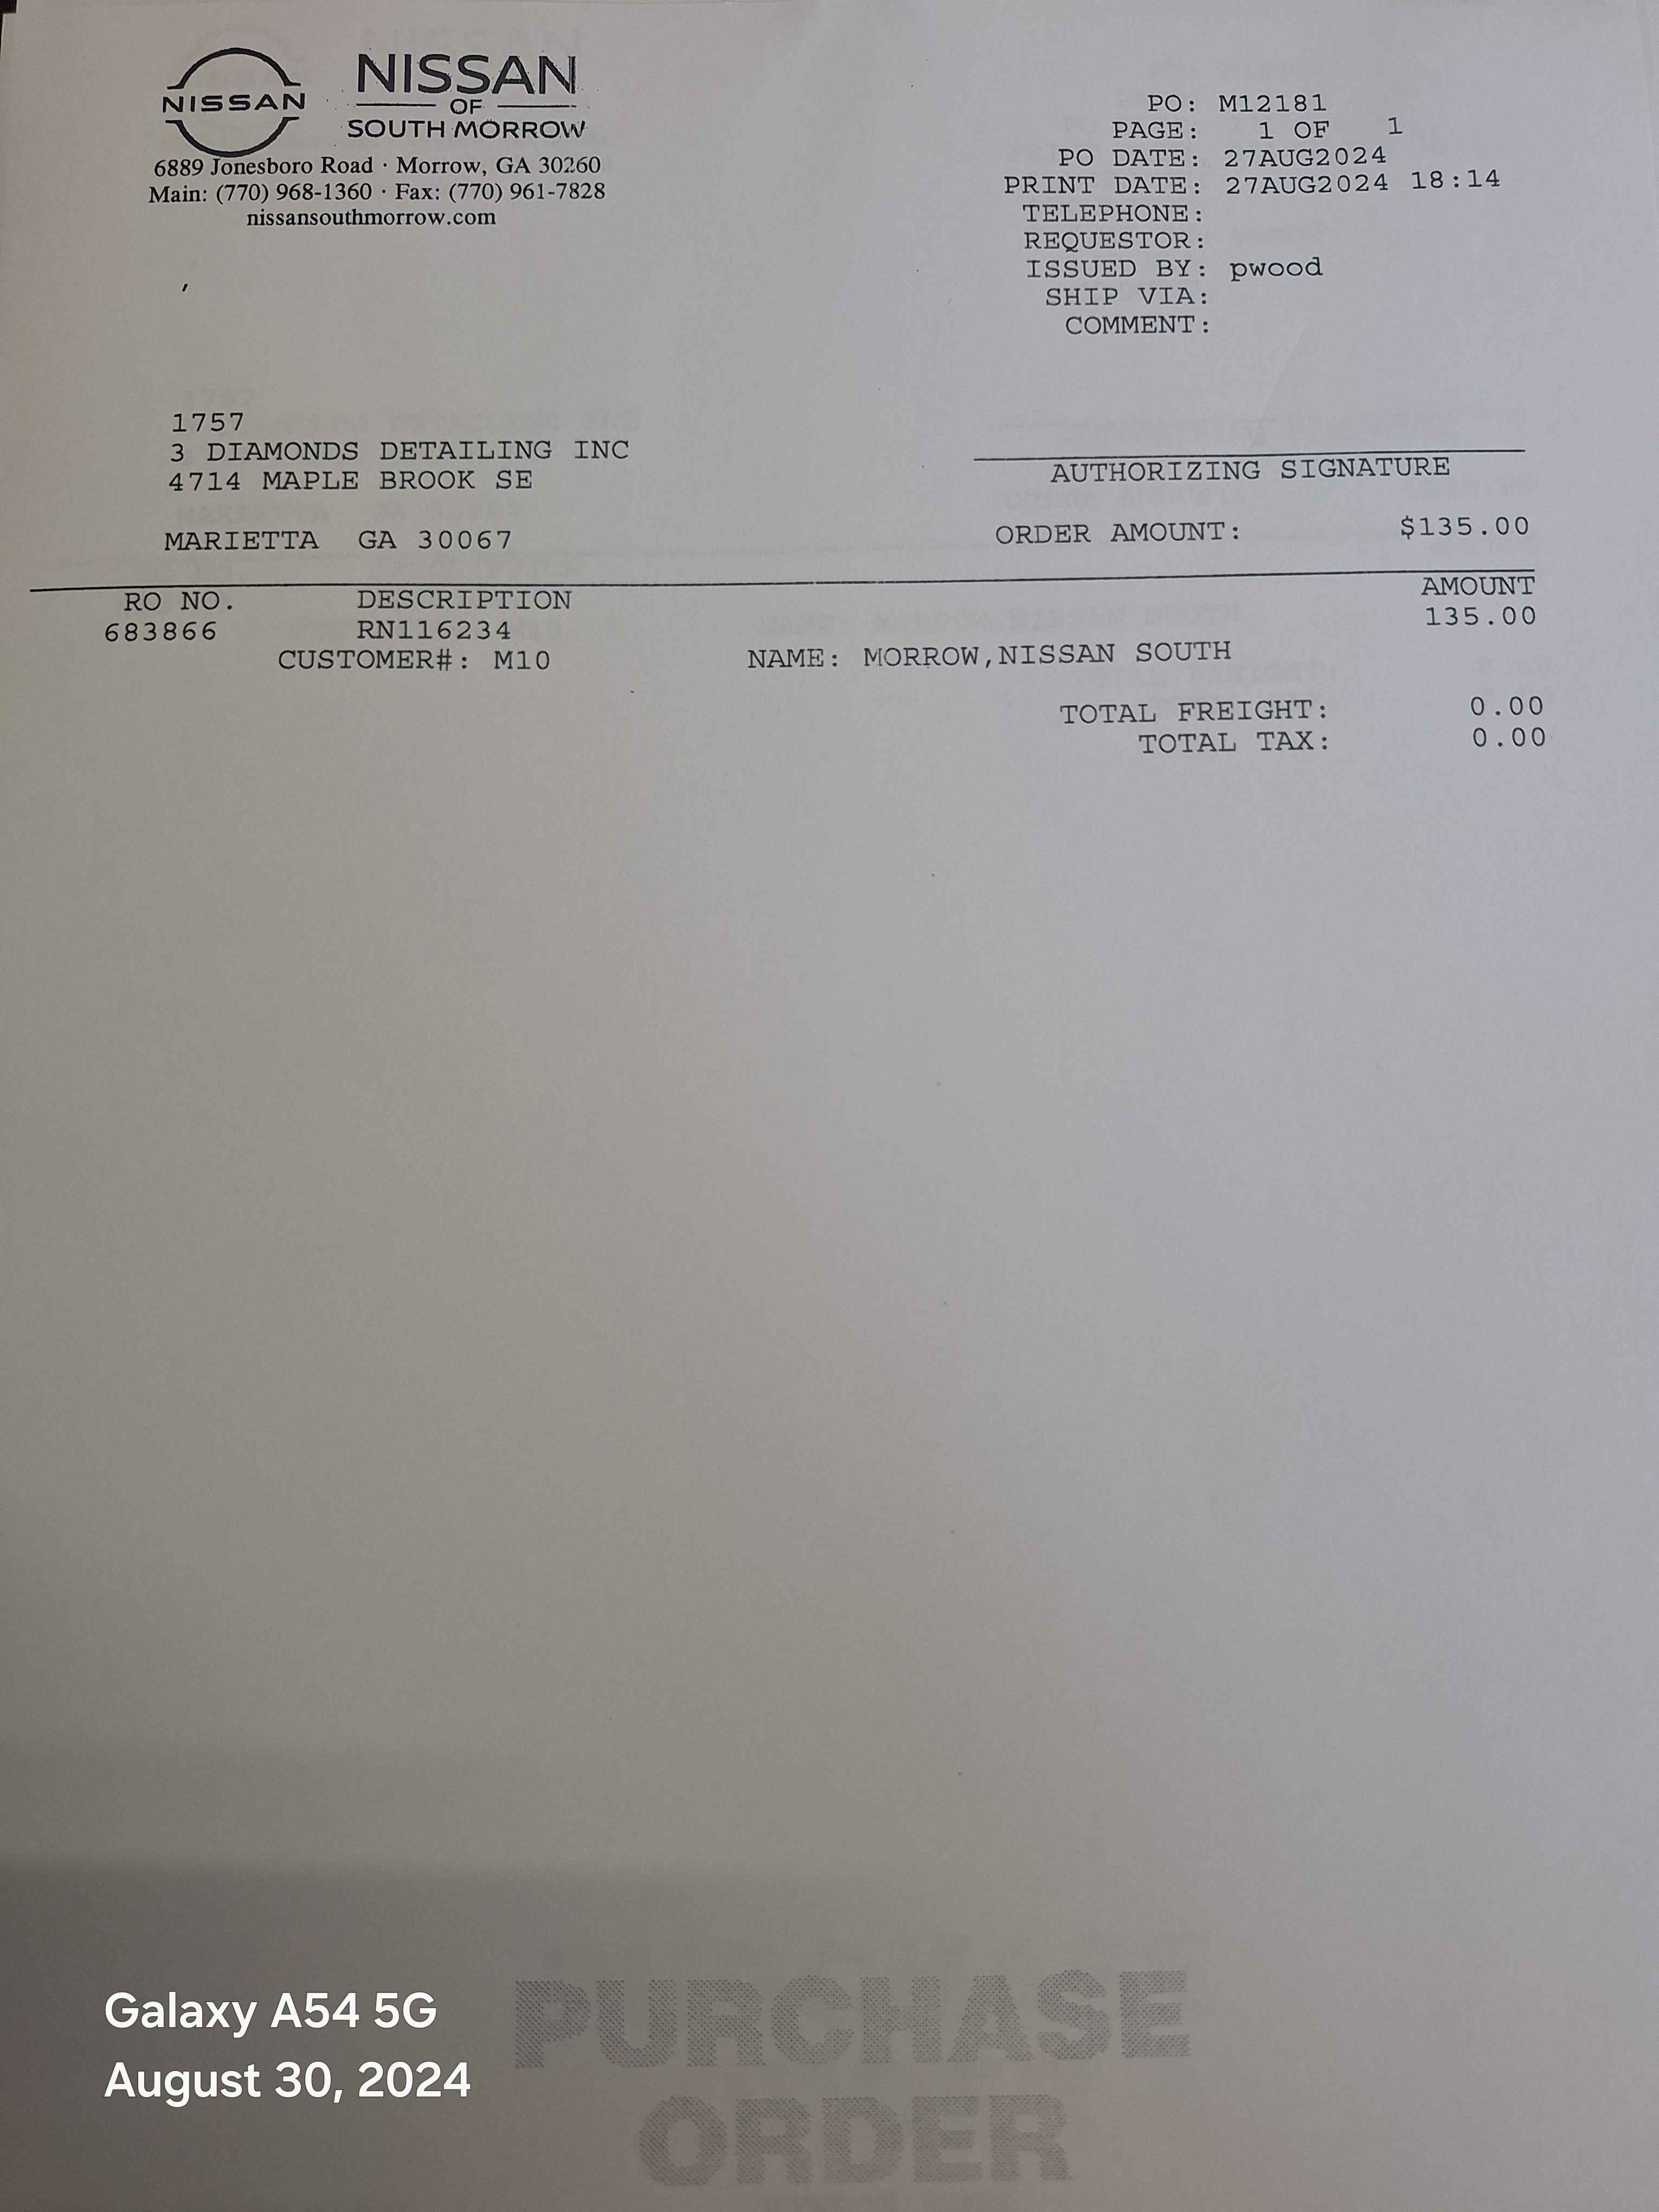 NISSAN
NISSAN
OF
SOUTH MORROW
6889 Jonesboro Road · Morrow, GA 30260
Main: (770) 968-1360 · Fax: (770) 961-7828
nissansouthmorrow.com
PO: M12181
PAGE: 1 OF 1
PO DATE: 27AUG2024
PRINT DATE: 27AUG2024 18:14
TELEPHONE:
REQUESTOR:
ISSUED BY: pwood
SHIP VIA:
COMMENT:
,
1757
3 DIAMONDS DETAILING INC
4714 MAPLE BROOK SE
MARIETTA GA 30067
AUTHORIZING SIGNATURE
ORDER AMOUNT: $135.00
RO NO. DESCRIPTION AMOUNT
683866 RN116234 135.00
CUSTOMER#: M10 NAME: MORROW,NISSAN SOUTH
TOTAL FREIGHT: 0.00
TOTAL TAX: 0.00
PURCHASE
ORDER
Galaxy A54 5G
August 30, 2024